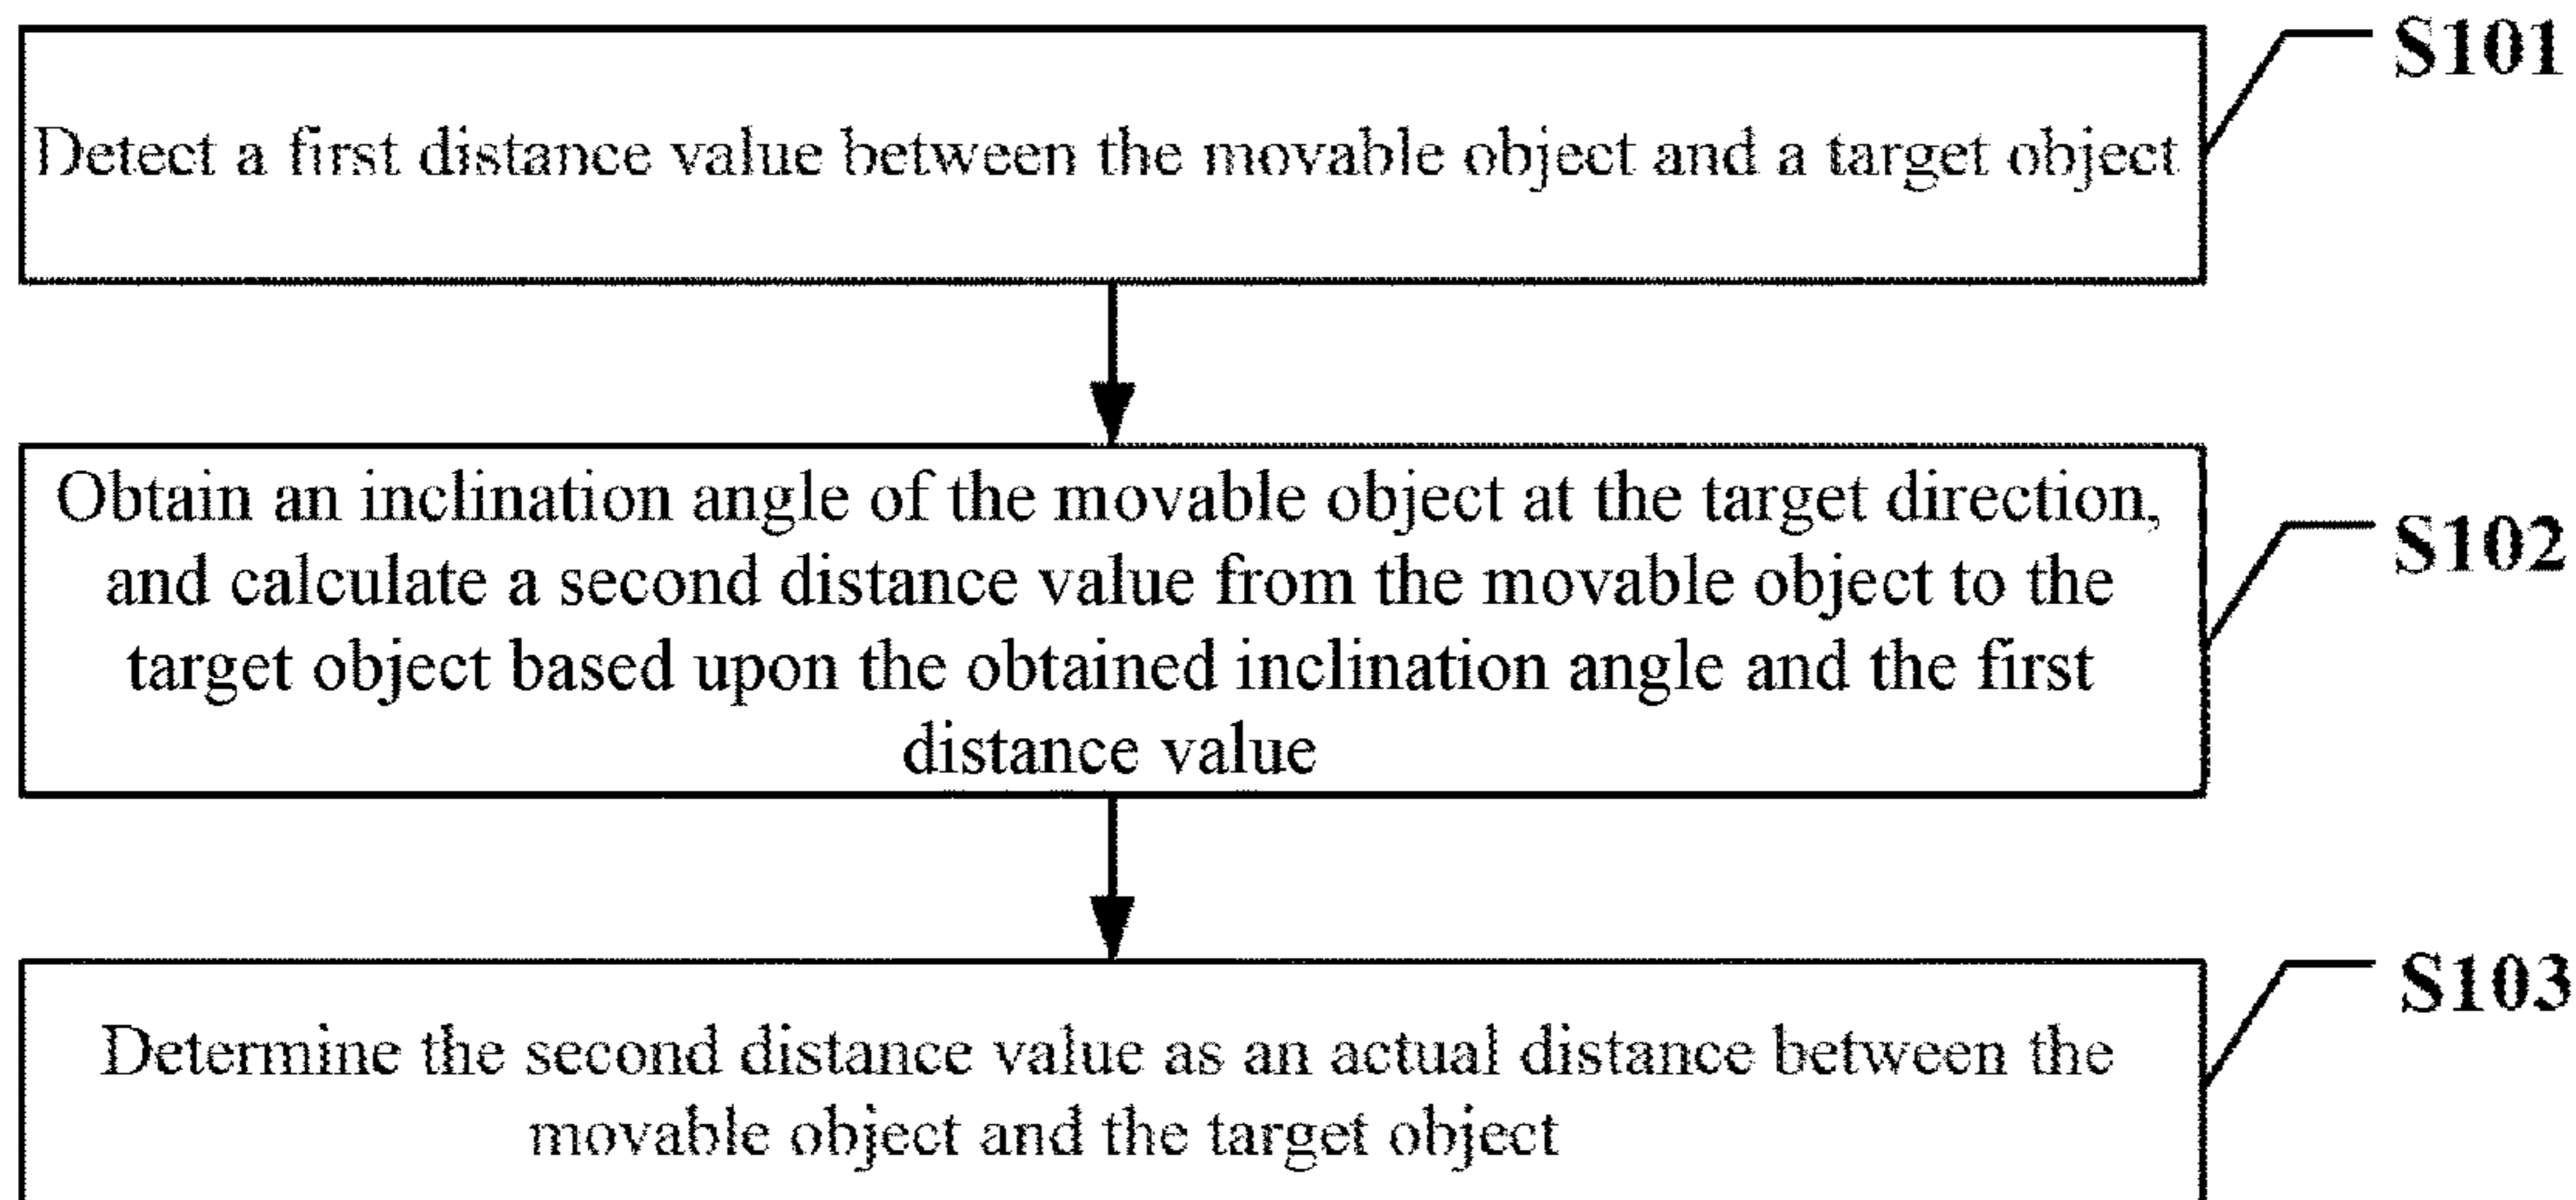 S101
Detect a first distance value between the movable object and a target object
Obtain an inclination angle of the movable object at the target direction,
and calculate a second distance value from the movable object to the
target object based upon the obtained inclination angle and the first
distance value
S102
Determine the second distance value as an actual distance between the
movable object and the target object
S103